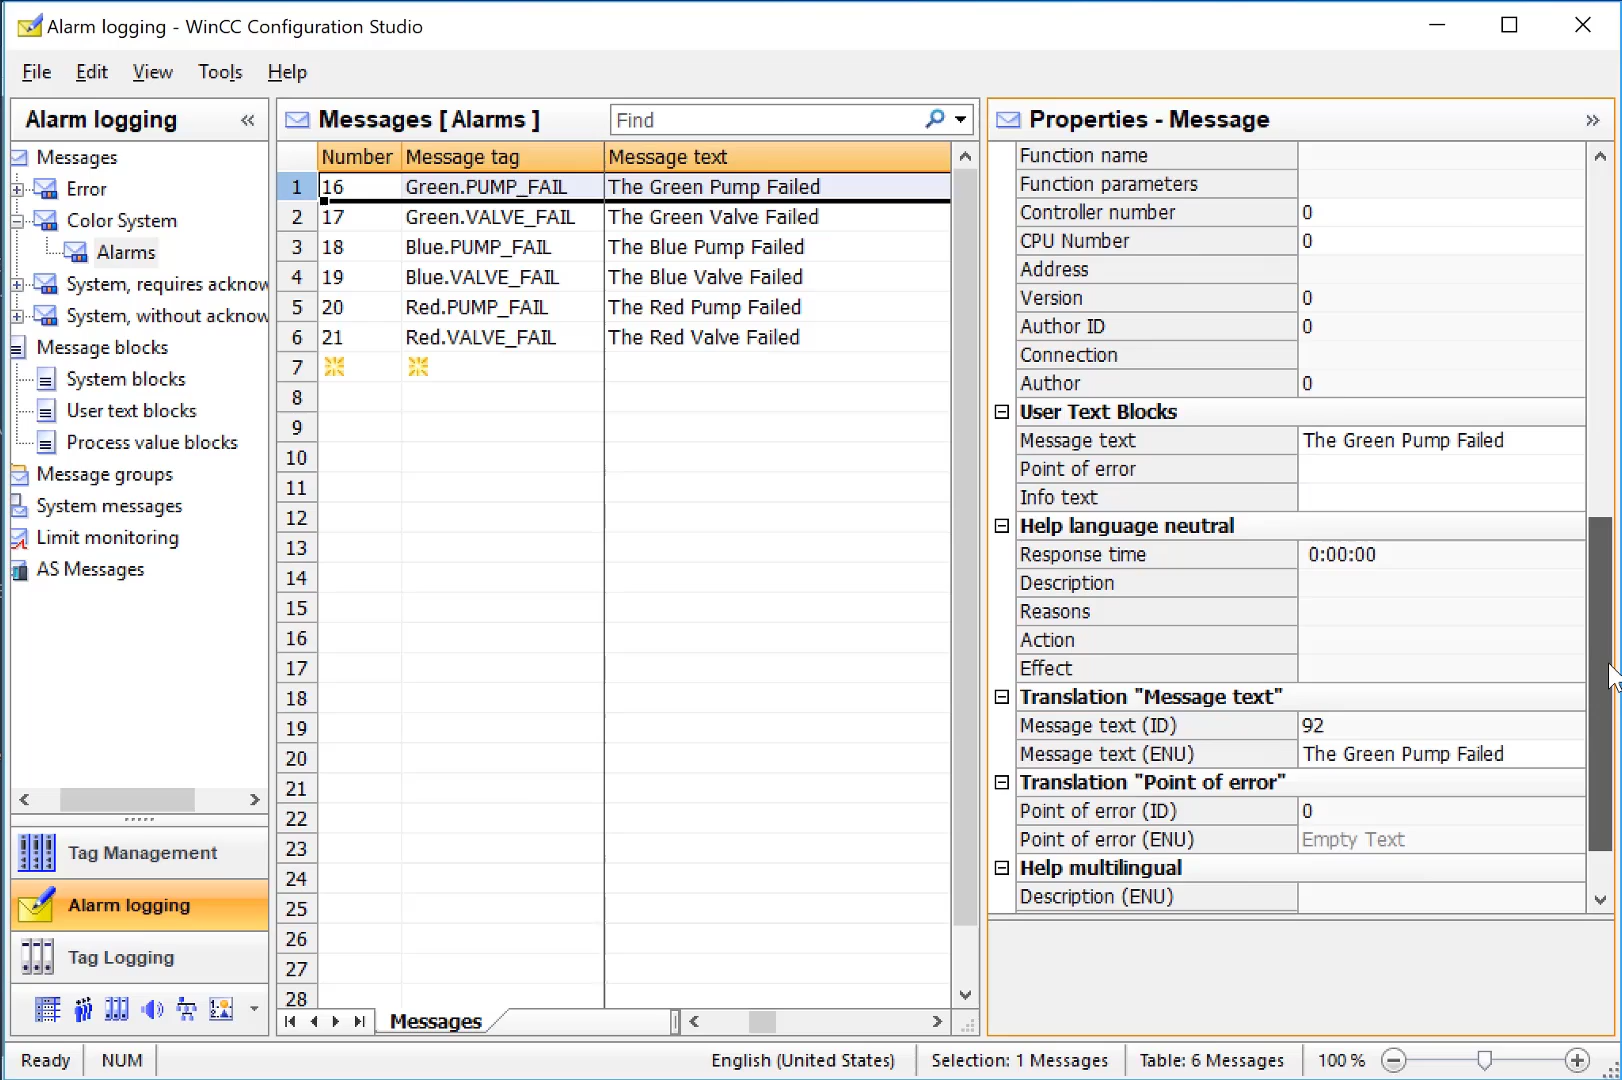 Alarm logging - WinCC Configuration Studio
File Edit View Tools Help
Alarm logging «
Messages
Error
Color System
Alarms
System, requires acknow
System, without acknow
Message blocks
System blocks
User text blocks
Process value blocks
Message groups
System messages
Limit monitoring
AS Messages
Tag Management
Alarm logging
Tag Logging
Messages [ Alarms ] Find
Number Message tag Message text
1 16 Green.PUMP_FAIL The Green Pump Failed
2 17 Green.VALVE_FAIL The Green Valve Failed
3 18 Blue.PUMP_FAIL The Blue Pump Failed
4 19 Blue.VALVE_FAIL The Blue Valve Failed
5 20 Red.PUMP_FAIL The Red Pump Failed
6 21 Red.VALVE_FAIL The Red Valve Failed
7
8
9
10
11
12
13
14
15
16
17
18
19
20
21
22
23
24
25
26
27
28
Messages
Properties - Message »
Function name
Function parameters
Controller number 0
CPU Number 0
Address
Version 0
Author ID 0
Connection
Author 0
User Text Blocks
Message text The Green Pump Failed
Point of error
Info text
Help language neutral
Response time 0:00:00
Description
Reasons
Action
Effect
Translation "Message text"
Message text (ID) 92
Message text (ENU) The Green Pump Failed
Translation "Point of error"
Point of error (ID) 0
Point of error (ENU) Empty Text
Help multilingual
Description (ENU)
Ready NUM English (United States) Selection: 1 Messages Table: 6 Messages 100 %